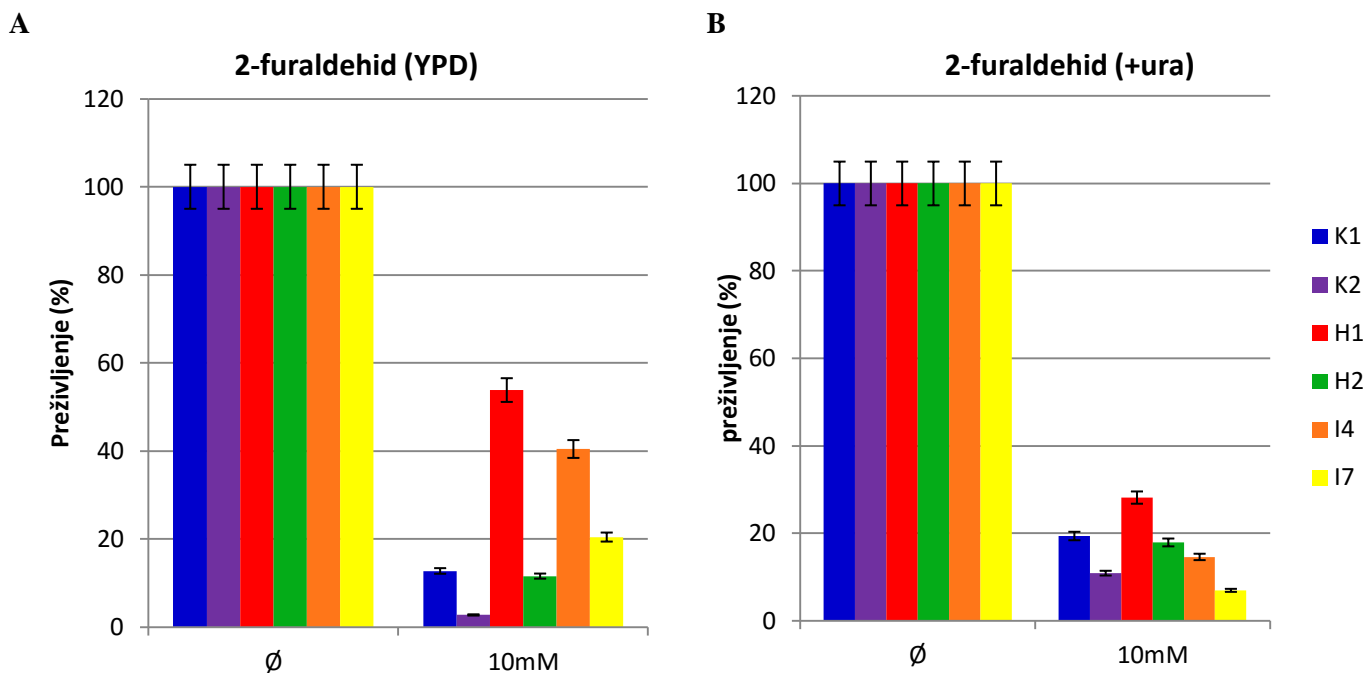 A
B
2-furaldehid (YPD)
2-furaldehid (+ura)
Preživljenje (%)
120
100
80
60
40
20
0
Ø
10mM
preživljenje (%)
120
100
80
60
40
20
0
Ø
10mM
K1
K2
H1
H2
I4
I7